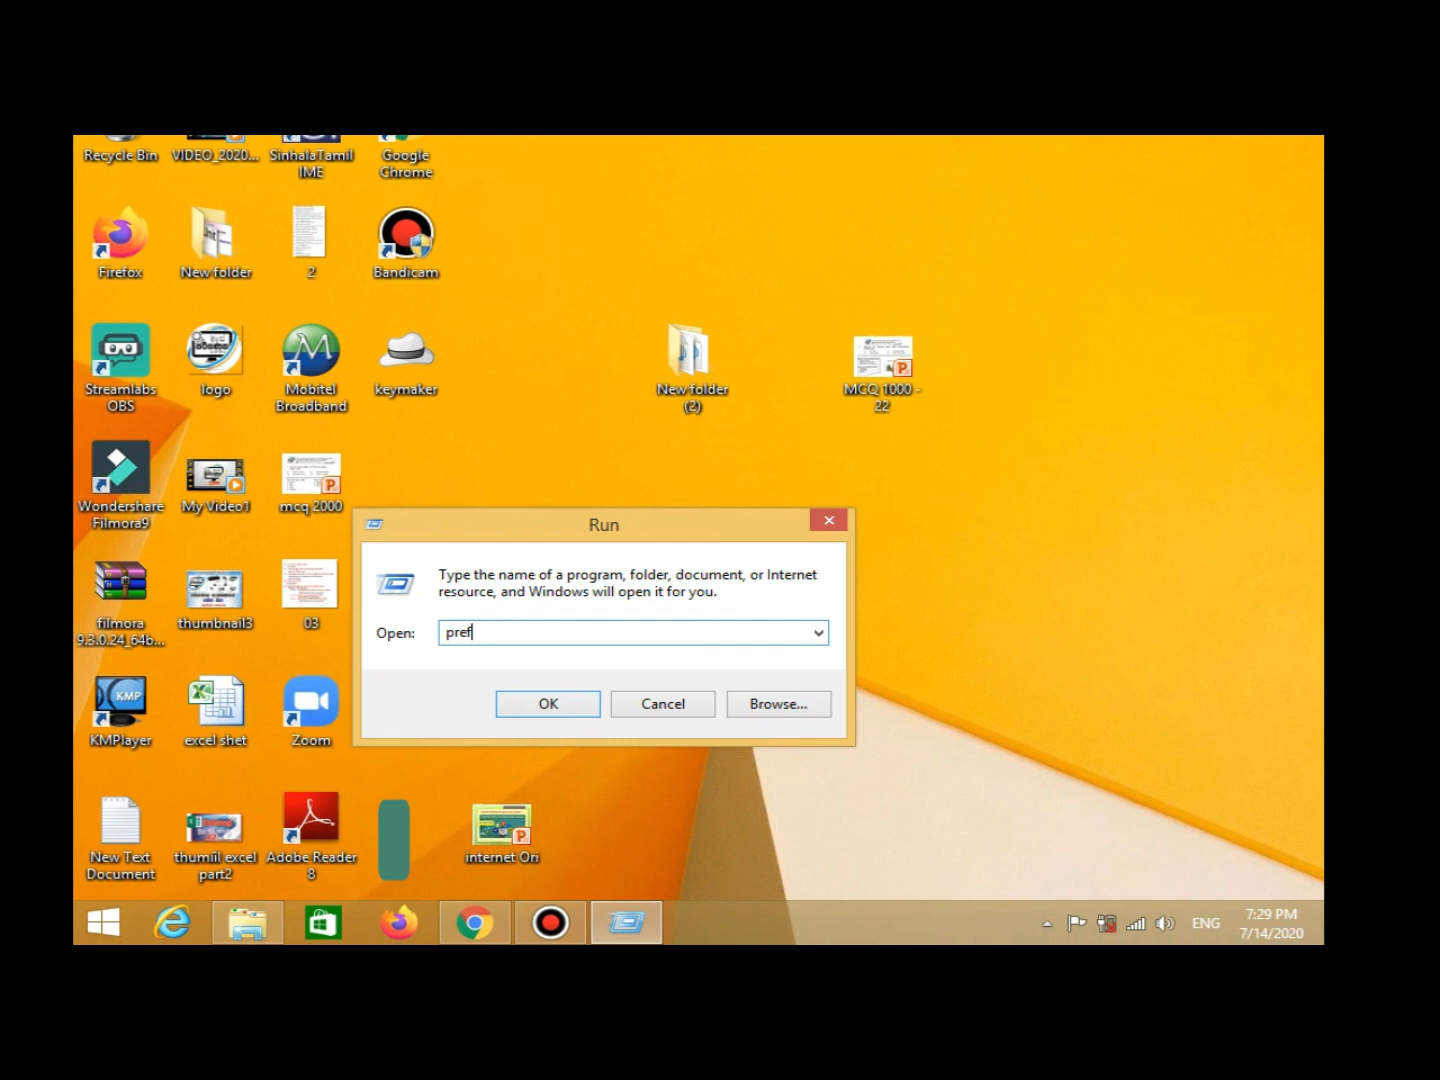 Recycle Bin
VIDEO_2020...
SinhalaTamil
IME
Google
Chrome
Firefox
New folder
2
Bandicam
Streamlabs
OBS
logo
Mobitel
Broadband
keymaker
New folder
(2)
MCQ 1000 -
22
Wondershare
Filmora9
My Video1
mcq 2000
filmora
9.3.0.24_64b...
thumbnail3
03
Run
Type the name of a program, folder, document, or Internet
resource, and Windows will open it for you.
Open:
pref
OK
Cancel
Browse...
KMP
KMPlayer
excel shet
Zoom
New Text
Document
thumiil excel
part2
Adobe Reader
8
internet Ori
ENG
7:29 PM
7/14/2020